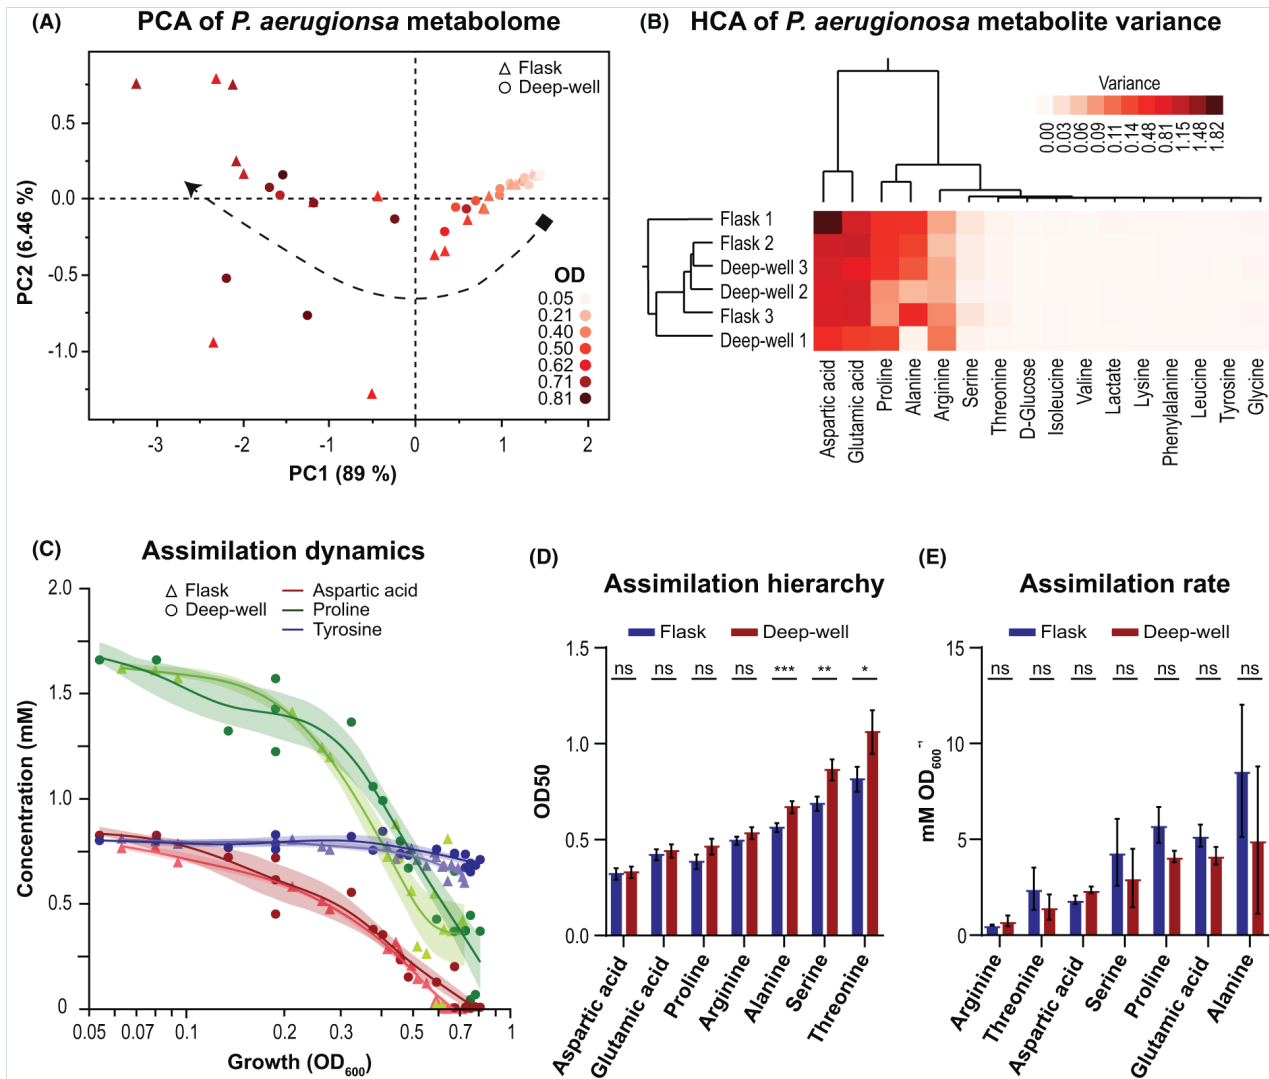 (A) PCA of P. aerugionsa metabolome
Flask
Deep-well
0.5
0.0
-0.5
-1.0
PC2 (6.46 %)
-3 -2 -1 0 1 2
PC1 (89 %)
OD
0.05
0.21
0.40
0.50
0.62
0.71
0.81
(B) HCA of P. aerugionosa metabolite variance
Variance
0.00 0.03 0.06 0.09 0.11 0.14 0.48 0.81 1.15 1.48 1.82
Flask 1
Flask 2
Deep-well 3
Deep-well 2
Flask 3
Deep-well 1
Aspartic acid
Glutamic acid
Proline
Alanine
Arginine
Serine
Threonine
D-Glucose
Isoleucine
Valine
Lactate
Lysine
Phenylalanine
Leucine
Tyrosine
Glycine
(C) Assimilation dynamics
Flask
Deep-well
Aspartic acid
Proline
Tyrosine
2.0
1.5
1.0
0.5
0
Concentration (mM)
0.05 0.07 0.1 0.2 0.3 0.5 0.7 1
Growth (OD600)
(D) Assimilation hierarchy
Flask Deep-well
1.5
1.0
0.5
0.0
OD50
ns ns ns ns *** ** *
Aspartic acid
Glutamic acid
Proline
Arginine
Alanine
Serine
Threonine
(E) Assimilation rate
Flask Deep-well
15
10
5
0
mM OD600-1
ns ns ns ns ns ns ns
Arginine
Threonine
Aspartic acid
Serine
Proline
Glutamic acid
Alanine